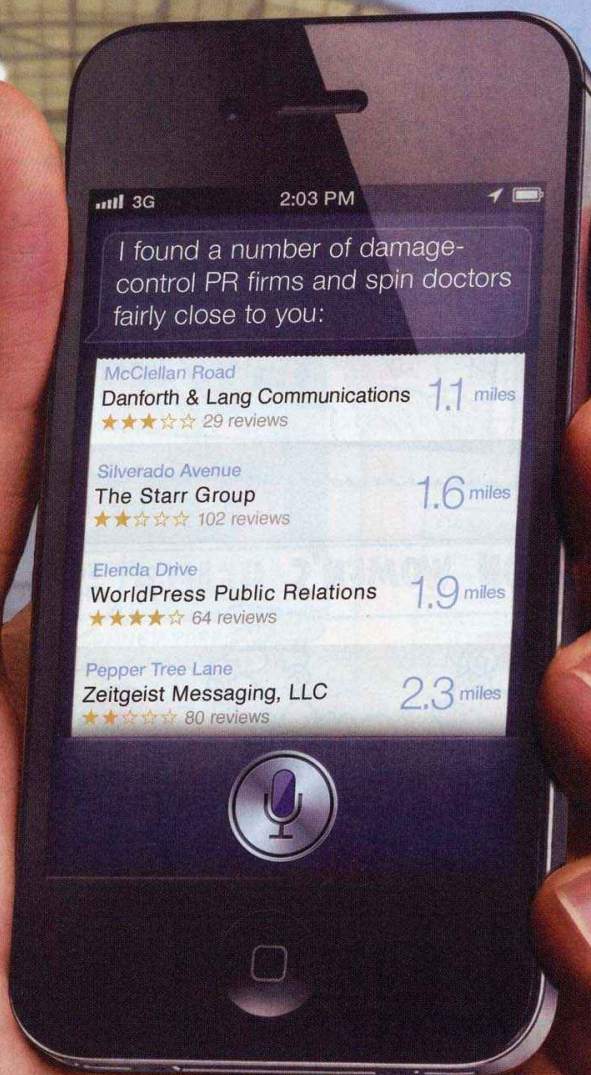 3G 2:03 PM
I found a number of damage-
control PR firms and spin doctors
fairly close to you:
McClellan Road
Danforth & Lang Communications 1.1 miles
29 reviews
Silverado Avenue
The Starr Group 1.6 miles
102 reviews
Elenda Drive
WorldPress Public Relations 1.9 miles
64 reviews
Pepper Tree Lane
Zeitgeist Messaging, LLC 2.3 miles
80 reviews